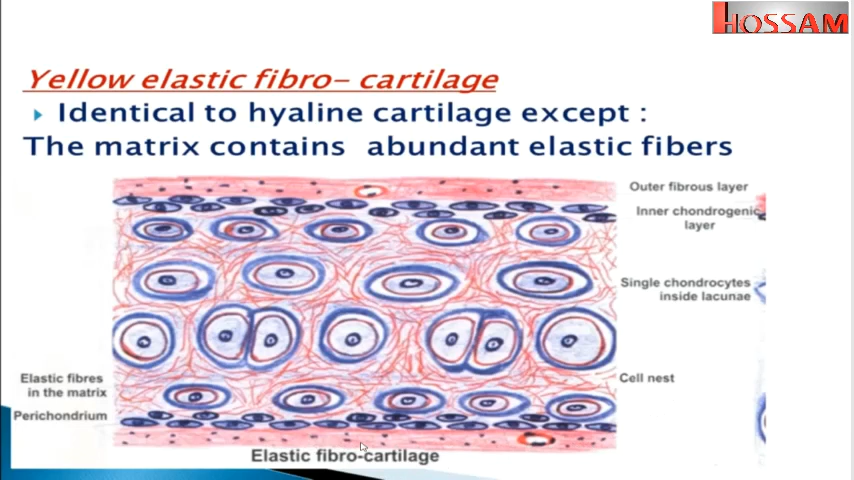 HOSSAM
Yellow elastic fibro- cartilage
Identical to hyaline cartilage except :
The matrix contains abundant elastic fibers
Outer fibrous layer
Inner chondrogenic
layer
Single chondrocytes
inside lacunae
Elastic fibres
in the matrix
Cell nest
Perichondrium
Elastic fibro-cartilage